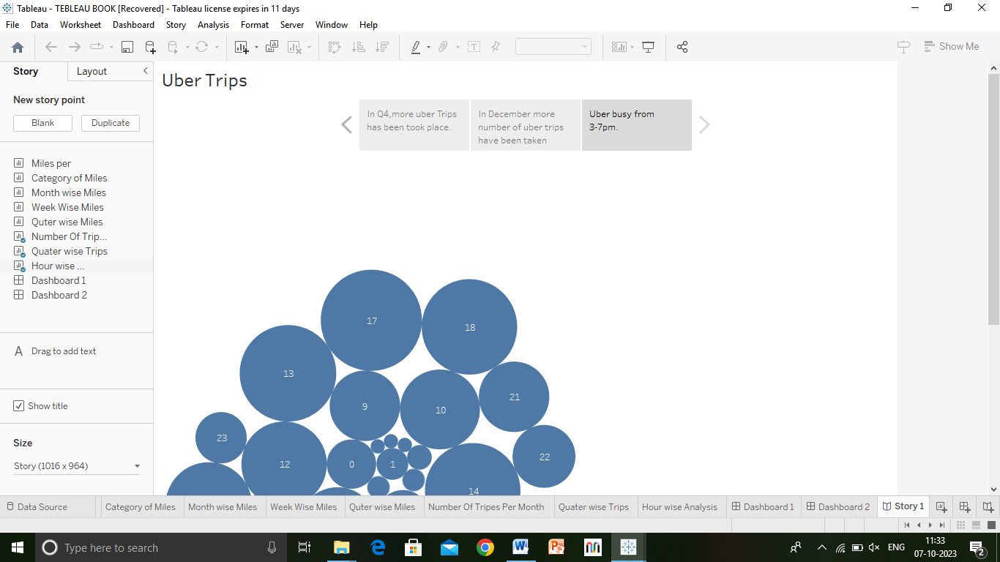 Tableau - TEBLEAU BOOK [Recovered] - Tableau license expires in 11 days
File Data Worksheet Dashboard Story Analysis Format Server Window Help
Show Me
Story Layout
New story point
Blank Duplicate
Miles per
Category of Miles
Month wise Miles
Week Wise Miles
Quter wise Miles
Number Of Trip...
Quater wise Trips
Hour wise ...
Dashboard 1
Dashboard 2
A Drag to add text
Show title
Size
Story (1016 x 964)
Uber Trips
In Q4,more uber Trips
has been took place.
In December more
number of uber trips
have been taken
Uber busy from
3-7pm.
17
18
13
9
10
21
23
12
0
1
22
14
Data Source Category of Miles Month wise Miles Week Wise Miles Quter wise Miles Number Of Tripes Per Month Quater wise Trips Hour wise Analysis Dashboard 1 Dashboard 2 Story 1
Type here to search
ENG
11:33
07-10-2023
2